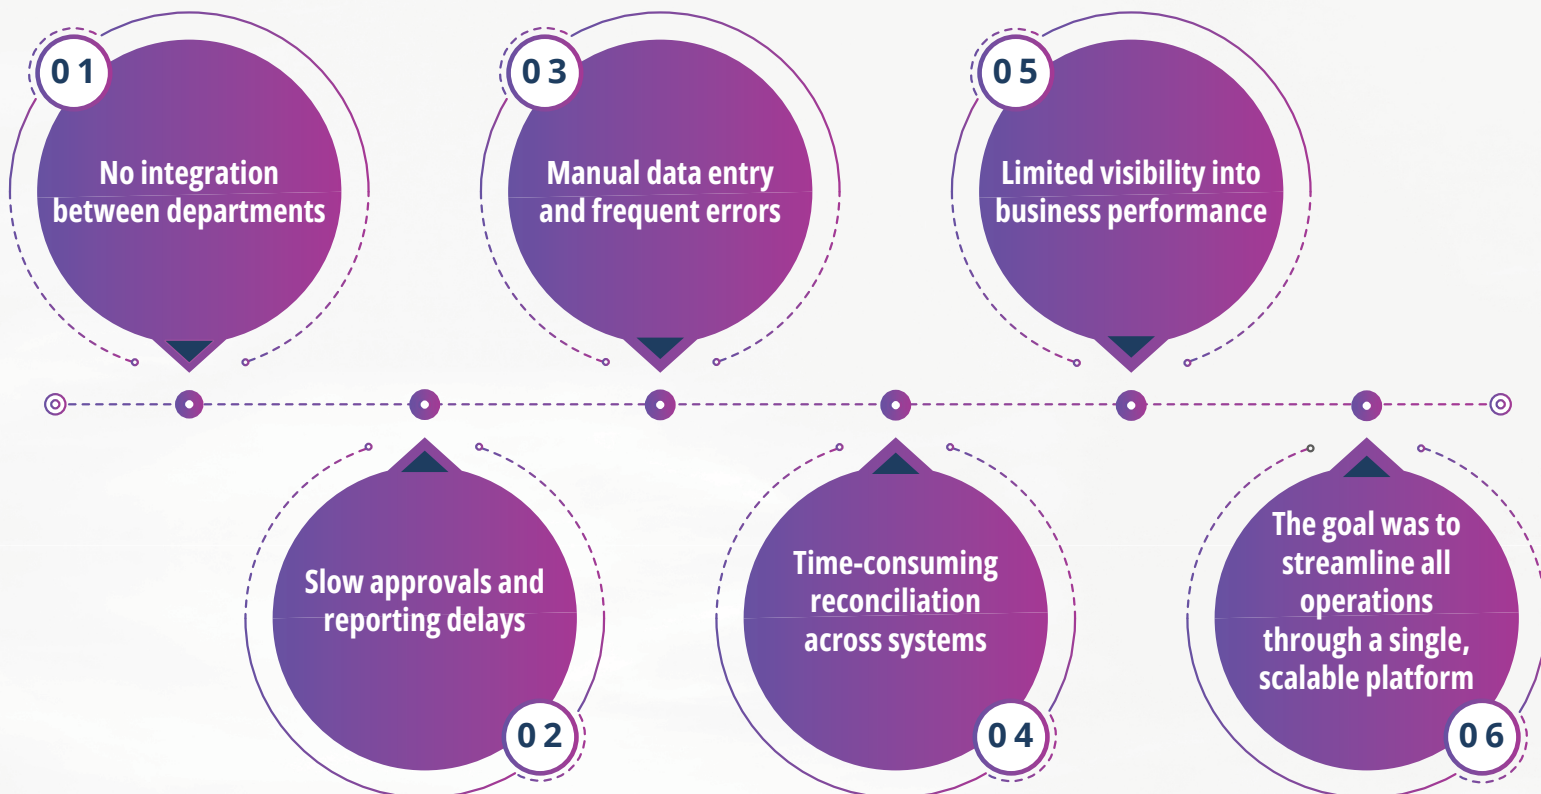 01
No integration
between departments
02
Slow approvals and
reporting delays
03
Manual data entry
and frequent errors
04
Time-consuming
reconciliation
across systems
05
Limited visibility into
business performance
06
The goal was to
streamline all
operations
through a single,
scalable platform